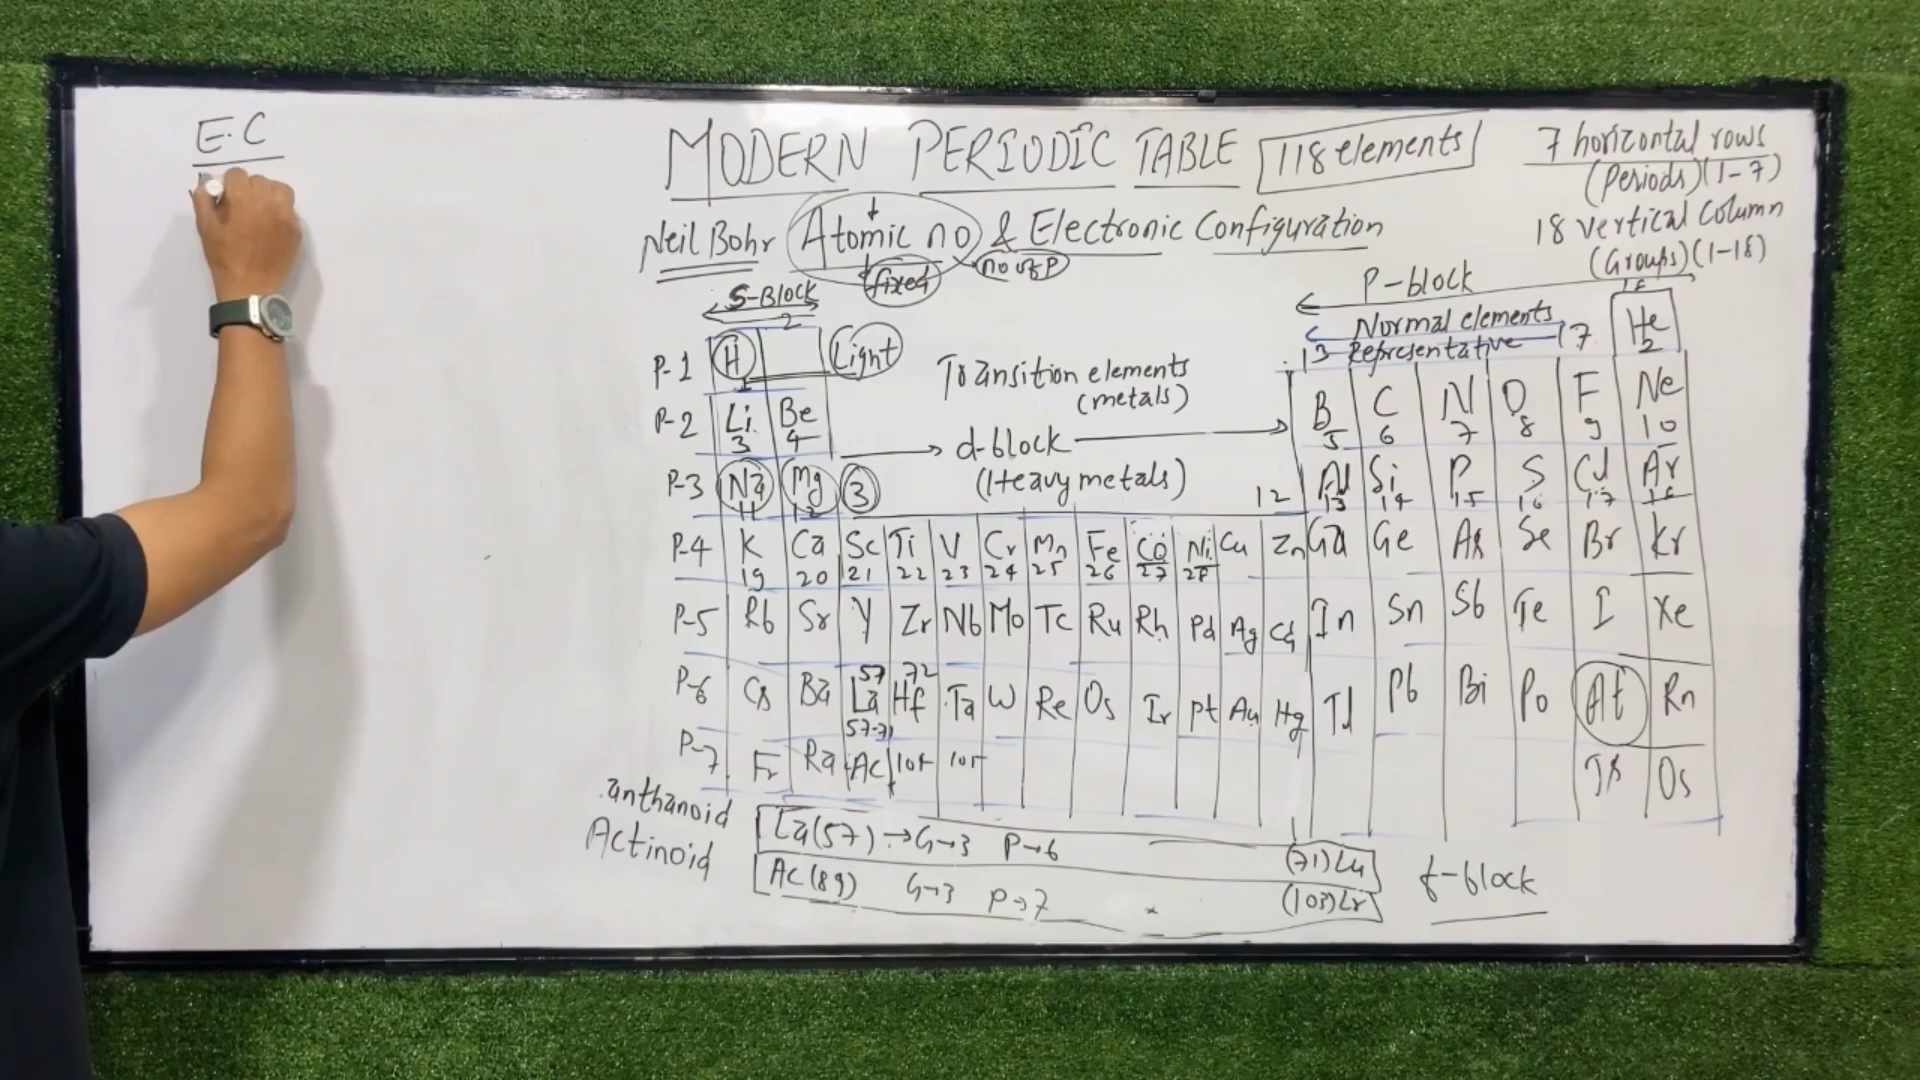 E.C
MODERN PERIODIC TABLE 118 elements
7 horizontal rows
(Periods)(1-7)
18 vertical Column
(Groups)(1-18)
Neil Bohr Atomic no & Electronic Configuration
fixed no of P
S-Block
P-block
2
Normal elements
13 Representative 17
P-1 H Light He
1 2
Transition elements
(metals)
P-2 Li Be B C N O F Ne
3 4 5 6 7 8 9 10
d-block
(Heavy metals)
P-3 Na Mg 3 12 Al Si P S Cl Ar
11 12 13 14 15 16 17 18
P-4 K Ca Sc Ti V Cr Mn Fe Co Ni Cu Zn Ga Ge As Se Br Kr
19 20 21 22 23 24 25 26 27 28
P-5 Rb Sr Y Zr Nb Mo Tc Ru Rh Pd Ag Cd In Sn Sb Te I Xe
57 72
P-6 Cs Ba La Hf Ta W Re Os Ir Pt Au Hg Tl Pb Bi Po At Rn
57-71
P-7 Fr Ra Ac 104 105 Ts Os
anthanoid La(57) → G→3 P→6 (71)Lu
Actinoid Ac(89) G→3 P→7 (103)Lr
f-block